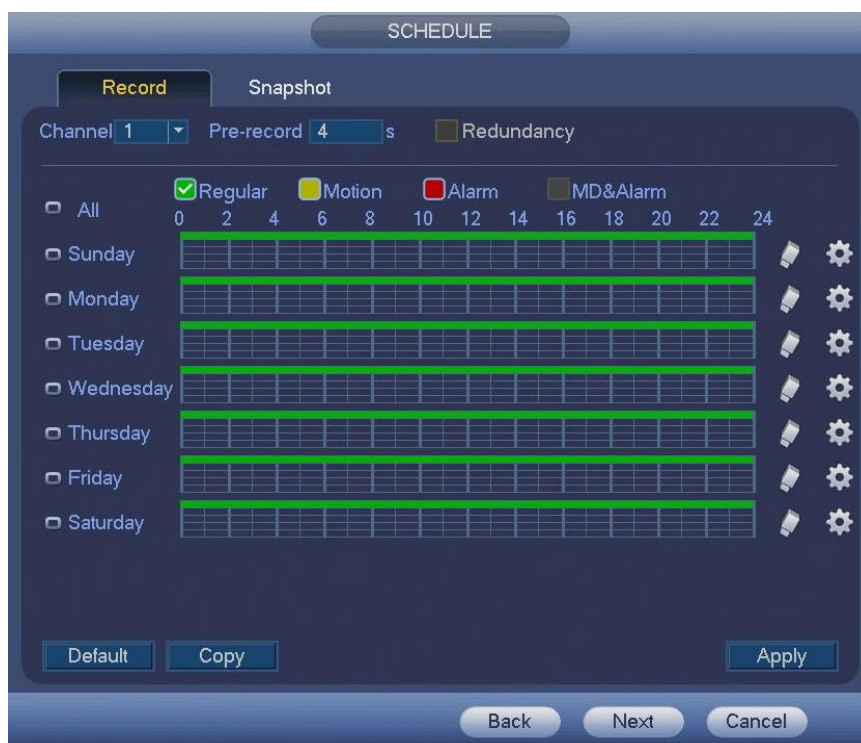 SCHEDULE
Record Snapshot
Channel 1 Pre-record 4 s Redundancy
Regular Motion Alarm MD&Alarm
All
0 2 4 6 8 10 12 14 16 18 20 22 24
Sunday
Monday
Tuesday
Wednesday
Thursday
Friday
Saturday
Default Copy Apply
Back Next Cancel